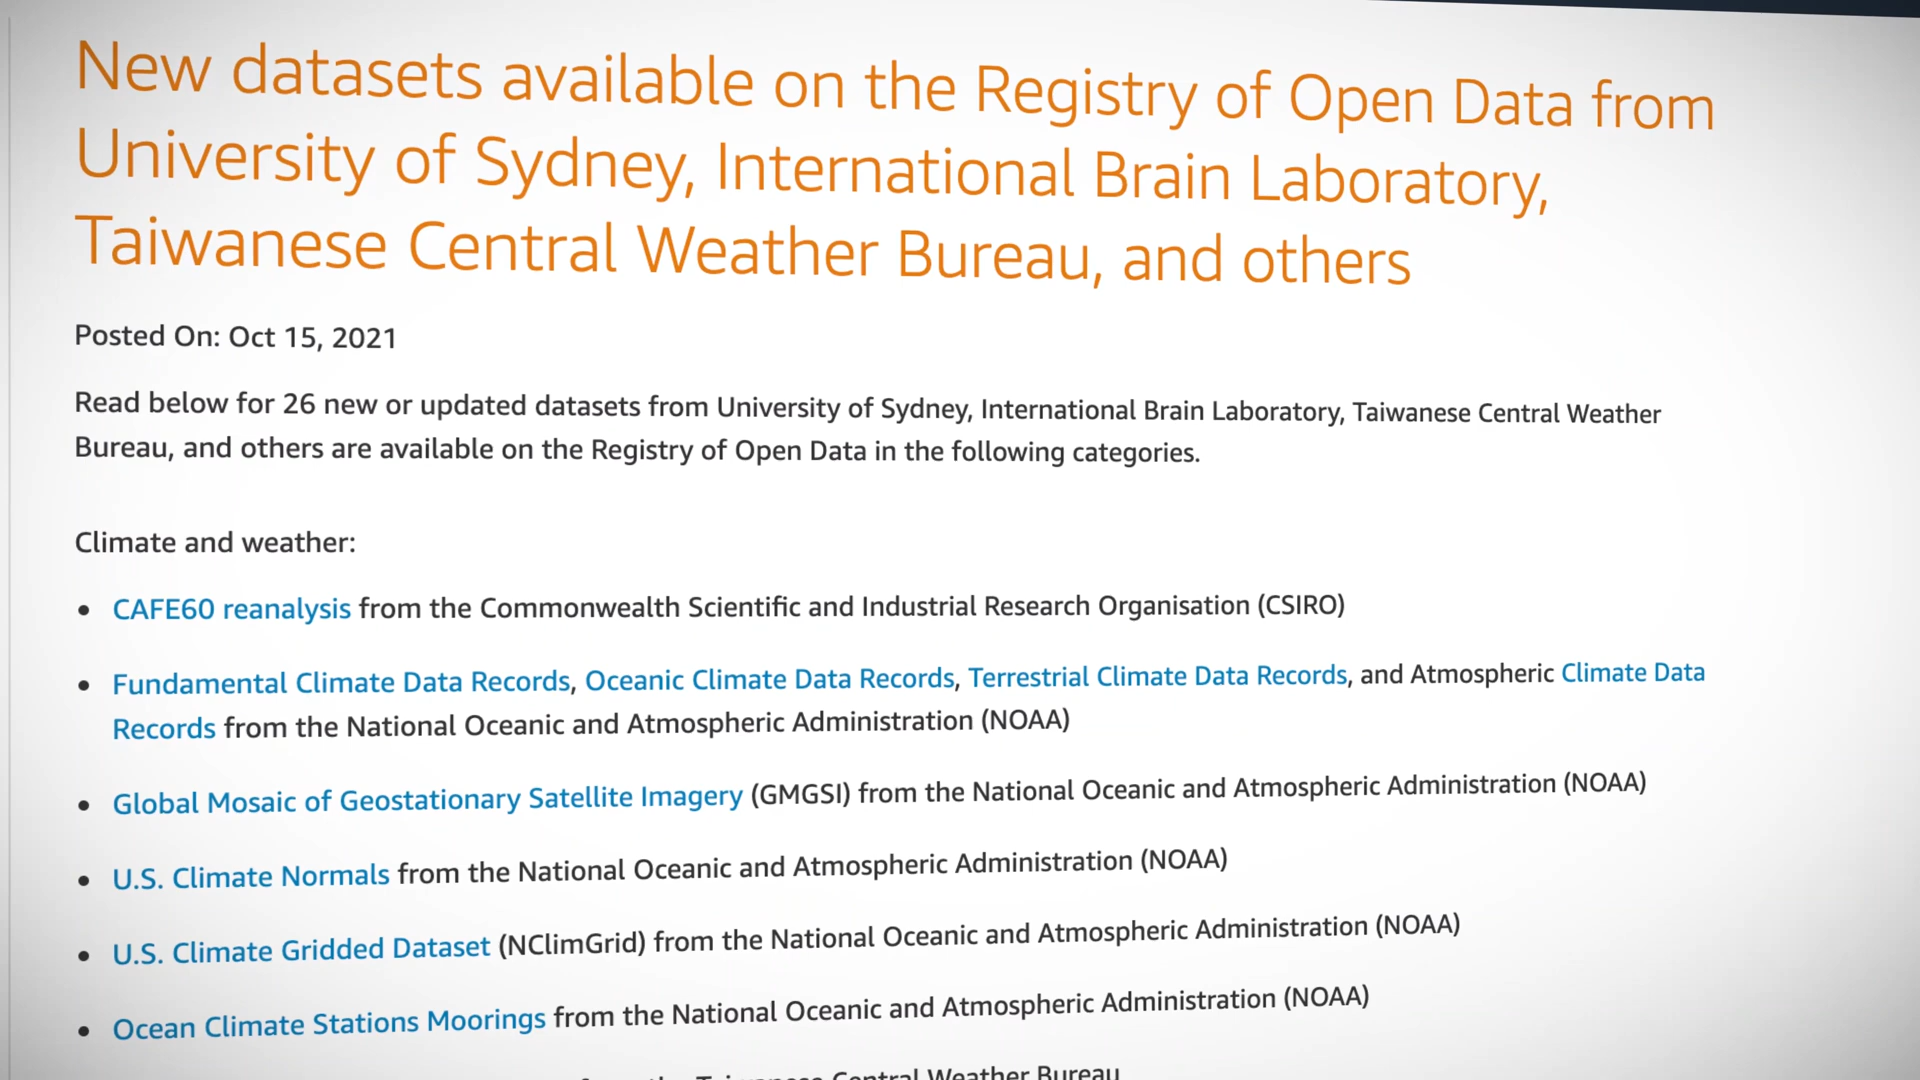 New datasets available on the Registry of Open Data from
University of Sydney, International Brain Laboratory,
Taiwanese Central Weather Bureau, and others
Posted On: Oct 15, 2021
Read below for 26 new or updated datasets from University of Sydney, International Brain Laboratory, Taiwanese Central Weather
Bureau, and others are available on the Registry of Open Data in the following categories.
Climate and weather:
• CAFE60 reanalysis from the Commonwealth Scientific and Industrial Research Organisation (CSIRO)
• Fundamental Climate Data Records, Oceanic Climate Data Records, Terrestrial Climate Data Records, and Atmospheric Climate Data
Records from the National Oceanic and Atmospheric Administration (NOAA)
• Global Mosaic of Geostationary Satellite Imagery (GMGSI) from the National Oceanic and Atmospheric Administration (NOAA)
• U.S. Climate Normals from the National Oceanic and Atmospheric Administration (NOAA)
• U.S. Climate Gridded Dataset (NClimGrid) from the National Oceanic and Atmospheric Administration (NOAA)
• Ocean Climate Stations Moorings from the National Oceanic and Atmospheric Administration (NOAA)
Central Weather Bureau